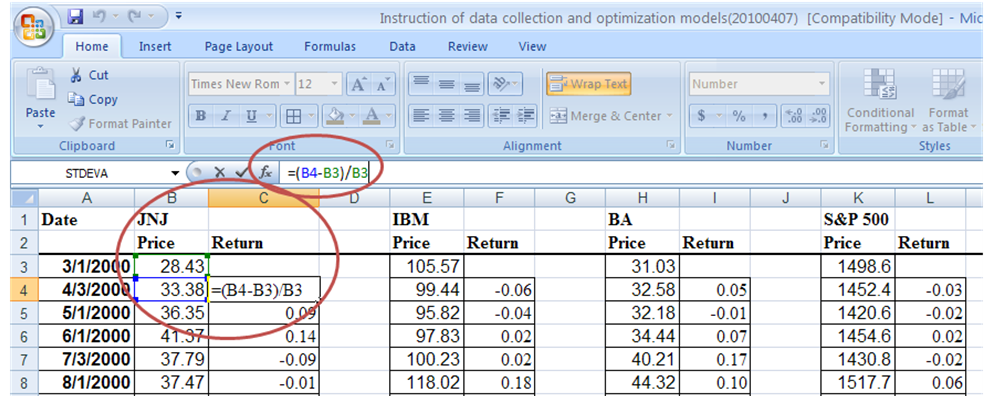 Instruction of data collection and optimization models(20100407) [Compatibility Mode] - Mic
Home Insert Page Layout Formulas Data Review View
Cut
Copy
Format Painter
Paste
Clipboard
Times New Rom 12 A A
B I U A
Font
Wrap Text
Merge & Center
Alignment
Number
$ % , .0 .00 .00 .0
Number
Conditional Formatting
Format as Table
Styles
STDEVA fx =(B4-B3)/B3
A B C D E F G H I J K L
1 Date JNJ IBM BA S&P 500
2 Price Return Price Return Price Return Price Return
3 3/1/2000 28.43 105.57 31.03 1498.6
4 4/3/2000 33.38 =(B4-B3)/B3 99.44 -0.06 32.58 0.05 1452.4 -0.03
5 5/1/2000 36.35 0.09 95.82 -0.04 32.18 -0.01 1420.6 -0.02
6 6/1/2000 41.37 0.14 97.83 0.02 34.44 0.07 1454.6 0.02
7 7/3/2000 37.79 -0.09 100.23 0.02 40.21 0.17 1430.8 -0.02
8 8/1/2000 37.47 -0.01 118.02 0.18 44.32 0.10 1517.7 0.06